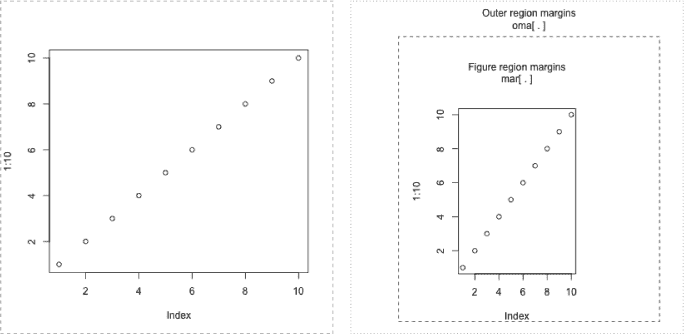 10
8
6
4
2
1:10
2 4 6 8 10
Index
Outer region margins
oma[ . ]
Figure region margins
mar[ . ]
10
8
6
4
2
1:10
2 4 6 8 10
Index